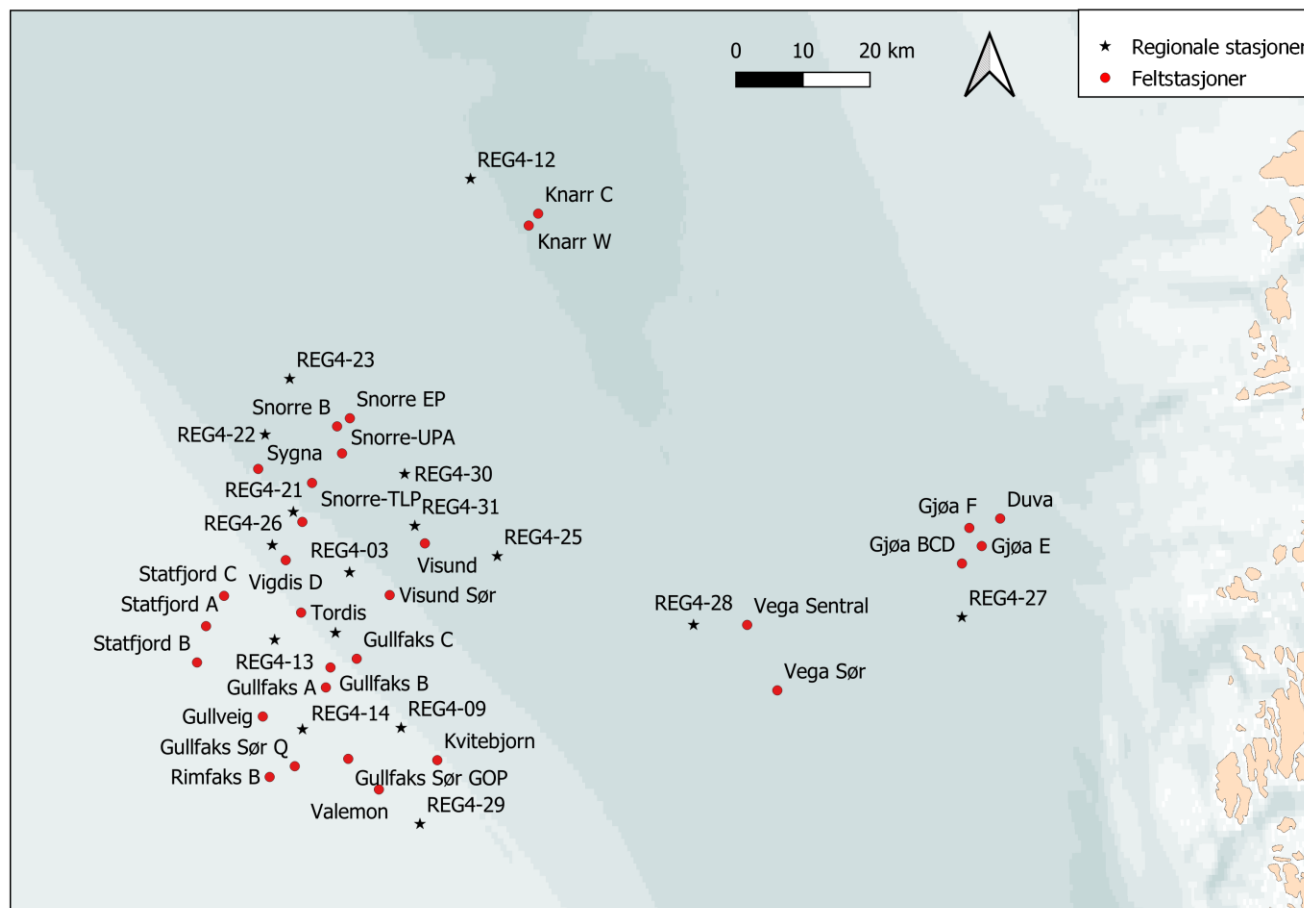 0 10 20 km
Regionale stasjoner
Feltstasjoner
REG4-12
Knarr C
Knarr W
REG4-23
Snorre EP
Snorre B
REG4-22
Snorre-UPA
Sygna
REG4-30
REG4-21
Snorre-TLP
REG4-31
REG4-26
REG4-25
REG4-03
Visund
Vigdis D
Statfjord C
Visund Sør
Statfjord A
Tordis
Statfjord B
Gullfaks C
REG4-13
Gullfaks A
Gullfaks B
Gullveig
REG4-14
REG4-09
Gullfaks Sør Q
Kvitebjorn
Rimfaks B
Gullfaks Sør GOP
Valemon
REG4-29
Gjøa F
Duva
Gjøa BCD
Gjøa E
REG4-28
Vega Sentral
REG4-27
Vega Sør